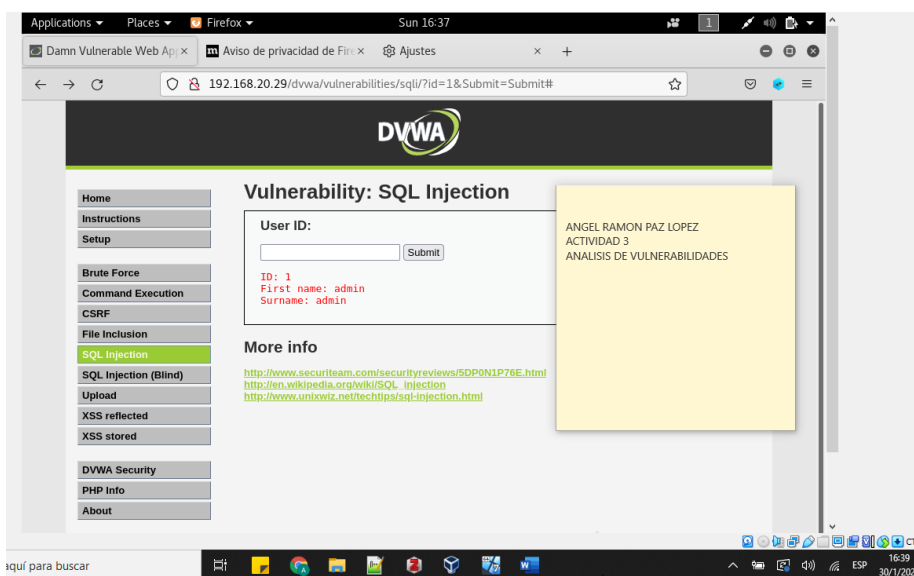 Applications Places Firefox Sun 16:37 1
Damn Vulnerable Web Ap Aviso de privacidad de Fire Ajustes
192.168.20.29/dvwa/vulnerabilities/sqli/?id=1&Submit=Submit#
DVWA
Home
Instructions
Setup
Brute Force
Command Execution
CSRF
File Inclusion
SQL Injection
SQL Injection (Blind)
Upload
XSS reflected
XSS stored
DVWA Security
PHP Info
About
Vulnerability: SQL Injection
User ID:
Submit
ID: 1
First name: admin
Surname: admin
More info
http://www.securiteam.com/securityreviews/5DP0N1P76E.html
http://en.wikipedia.org/wiki/SQL_injection
http://www.unixwiz.net/techtips/sql-injection.html
ANGEL RAMON PAZ LOPEZ
ACTIVIDAD 3
ANALISIS DE VULNERABILIDADES
aquí para buscar
ESP
16:39
30/1/202